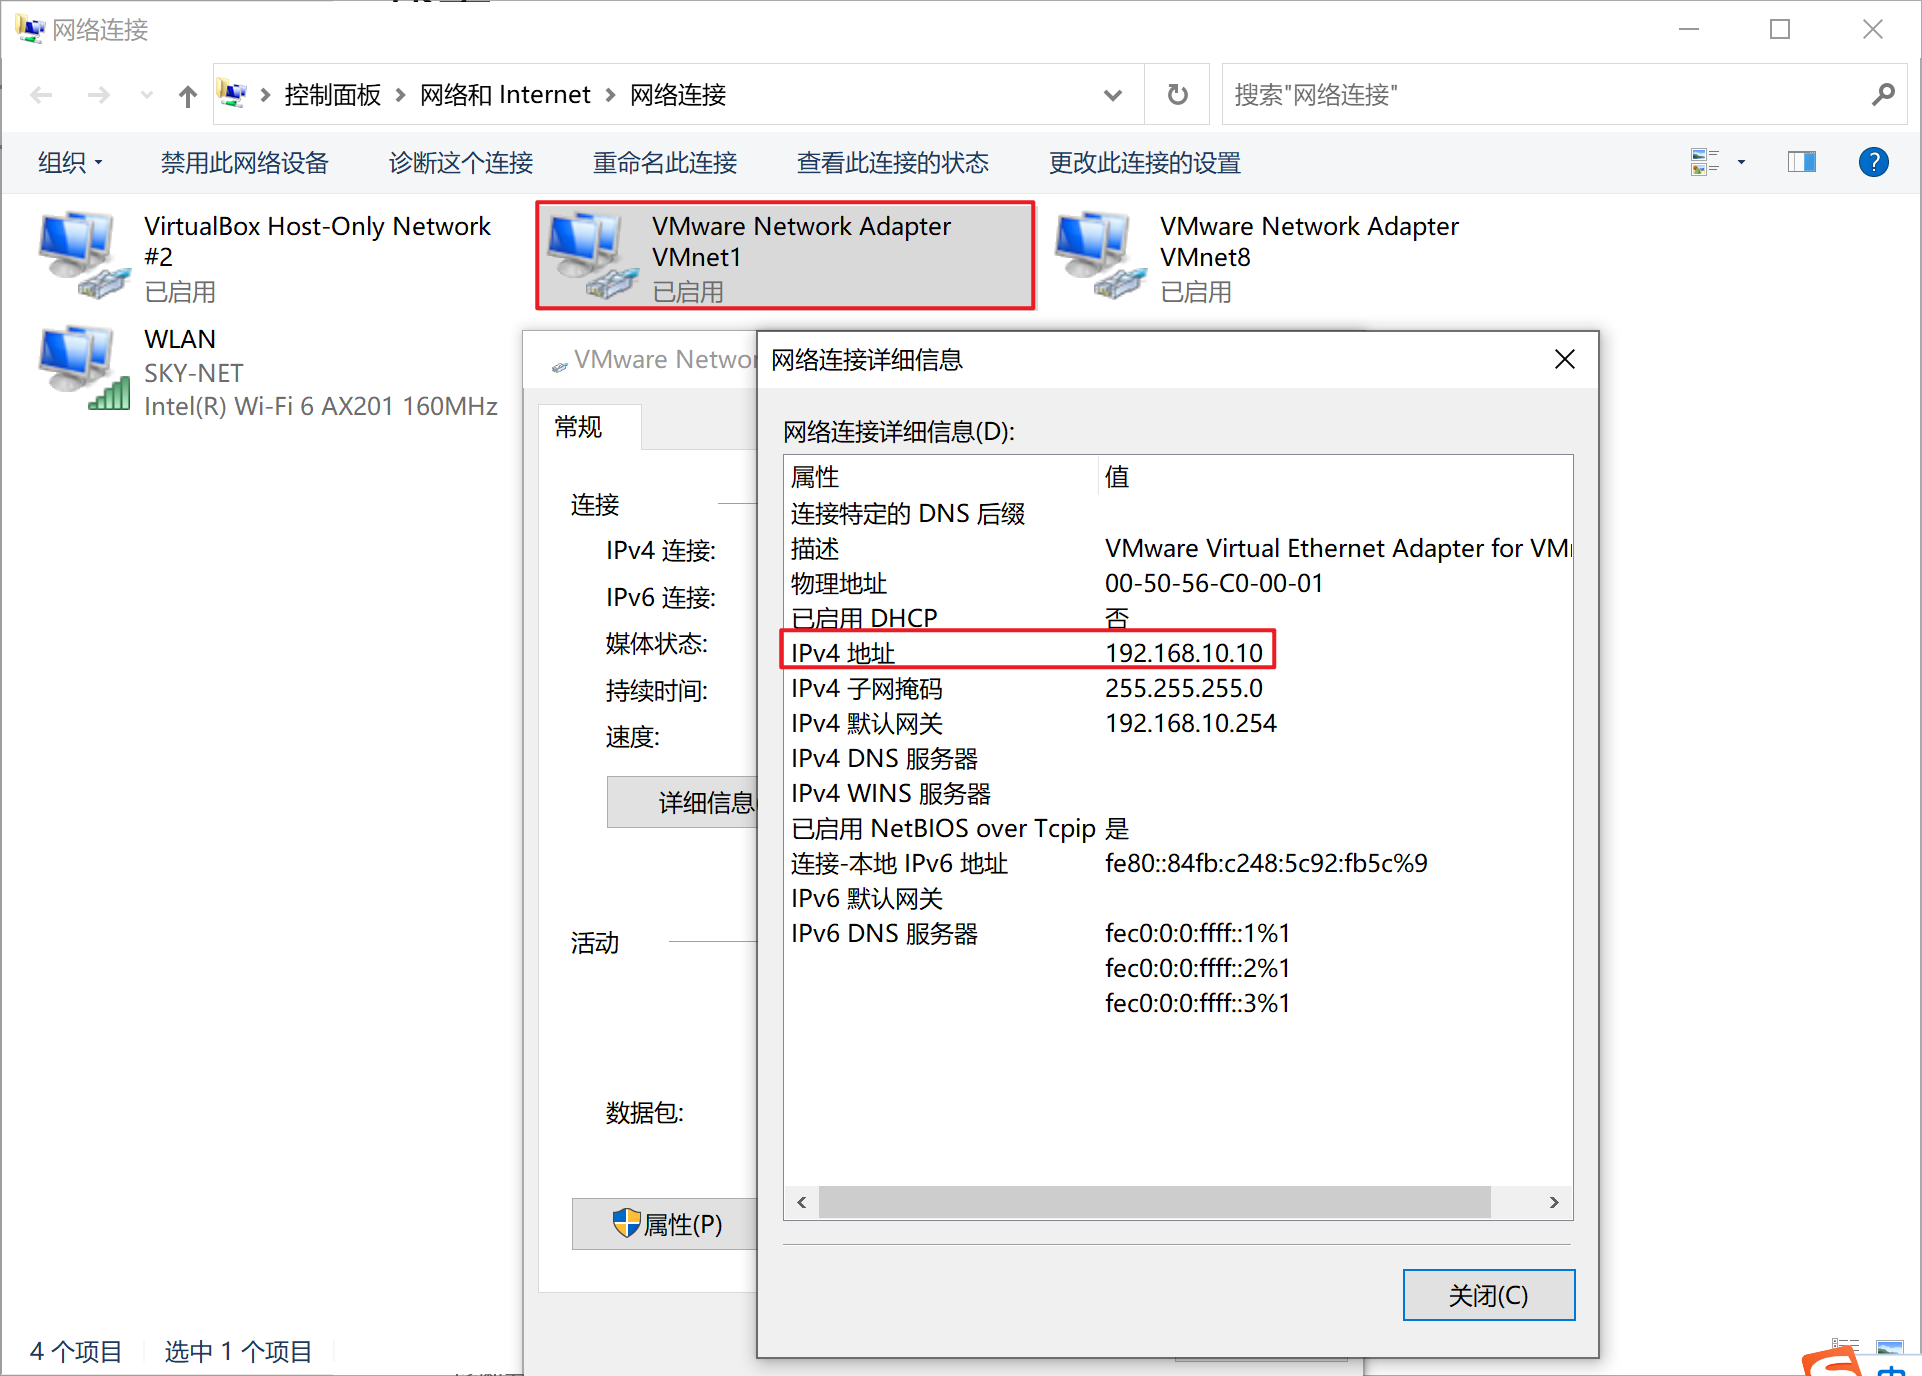 网络连接
控制面板 > 网络和 Internet > 网络连接
搜索"网络连接"
组织
禁用此网络设备
诊断这个连接
重命名此连接
查看此连接的状态
更改此连接的设置
VirtualBox Host-Only Network
#2
已启用
VMware Network Adapter
VMnet1
已启用
VMware Network Adapter
VMnet8
已启用
WLAN
SKY-NET
Intel(R) Wi-Fi 6 AX201 160MHz
VMware Networ
常规
连接
IPv4 连接:
IPv6 连接:
媒体状态:
持续时间:
速度:
详细信息
活动
数据包:
属性(P)
网络连接详细信息
网络连接详细信息(D):
属性 值
连接特定的 DNS 后缀
描述 VMware Virtual Ethernet Adapter for VM
物理地址 00-50-56-C0-00-01
已启用 DHCP 否
IPv4 地址 192.168.10.10
IPv4 子网掩码 255.255.255.0
IPv4 默认网关 192.168.10.254
IPv4 DNS 服务器
IPv4 WINS 服务器
已启用 NetBIOS over Tcpip 是
连接-本地 IPv6 地址 fe80::84fb:c248:5c92:fb5c%9
IPv6 默认网关
IPv6 DNS 服务器 fec0:0:0:ffff::1%1
fec0:0:0:ffff::2%1
fec0:0:0:ffff::3%1
关闭(C)
4 个项目
选中 1 个项目